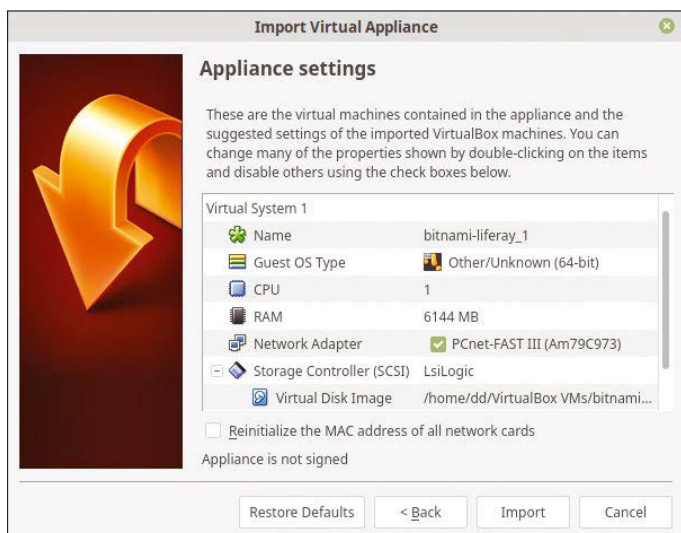 Import Virtual Appliance
Appliance settings
These are the virtual machines contained in the appliance and the
suggested settings of the imported VirtualBox machines. You can
change many of the properties shown by double-clicking on the items
and disable others using the check boxes below.
Virtual System 1
Name bitnami-liferay_1
Guest OS Type Other/Unknown (64-bit)
CPU 1
RAM 6144 MB
Network Adapter PCnet-FAST III (Am79C973)
Storage Controller (SCSI) LsiLogic
Virtual Disk Image /home/dd/VirtualBox VMs/bitnami...
Reinitialize the MAC address of all network cards
Appliance is not signed
Restore Defaults < Back Import Cancel